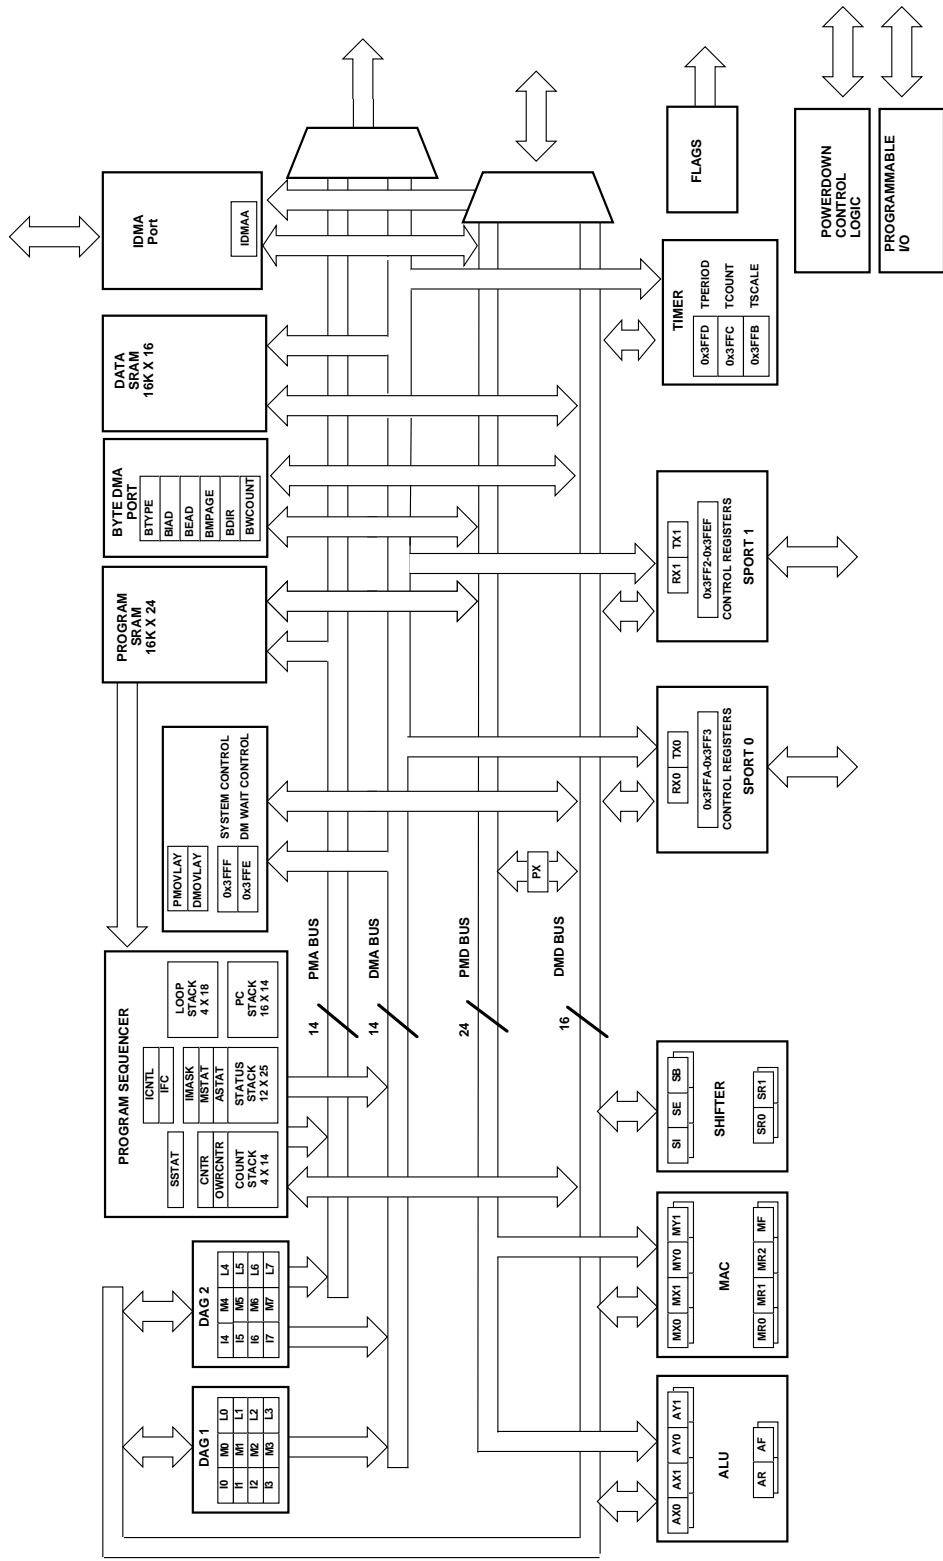 DAG 1
I0 M0 L0
I1 M1 L1
I2 M2 L2
I3 M3 L3
DAG 2
I4 M4 L4
I5 M5 L5
I6 M6 L6
I7 M7 L7
PROGRAM SEQUENCER
SSTAT
CNTR
OWRCNTR
COUNT
STACK
4 X 14
ICNTL
IFC
IMASK
MSTAT
ASTAT
STATUS
STACK
12 X 25
LOOP
STACK
4 X 18
PC
STACK
16 X 14
PMOVLAY
DMOVLAY
0x3FFF SYSTEM CONTROL
0x3FFE DM WAIT CONTROL
PROGRAM
SRAM
16K X 24
BYTE DMA
PORT
BTYPE
BIAD
BEAD
BMPAGE
BDIR
BWCOUNT
DATA
SRAM
16K X 16
IDMA
Port
IDMAA
14 PMA BUS
14 DMA BUS
24 PMD BUS
16 DMD BUS
PX
AX0 AX1 AY0 AY1
ALU
AR AF
MX0 MX1 MY0 MY1
MAC
MR0 MR1 MR2 MF
SI SE SB
SHIFTER
SR0 SR1
RX0 TX0
0x3FFA-0x3FF3
CONTROL REGISTERS
SPORT 0
RX1 TX1
0x3FF2-0x3FEF
CONTROL REGISTERS
SPORT 1
TIMER
0x3FFD TPERIOD
0x3FFC TCOUNT
0x3FFB TSCALE
FLAGS
POWERDOWN
CONTROL
LOGIC
PROGRAMMABLE
I/O